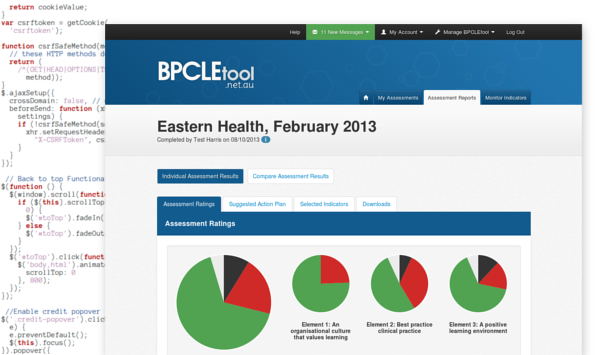 return cookieValue;
}
var csrftoken = getCookie(
'csrftoken');
function csrfSafeMethod(m
// these HTTP methods d
return (
/^(GET|HEAD|OPTIONS|T
method));
}
$.ajaxSetup({
crossDomain: false, //
beforeSend: function (x
settings) {
if (!csrfSafeMethod(s
xhr.setRequestHeade
"X-CSRFToken", cs
}
}
});
// Back to top Functiona
$(function () {
$(window).scroll(functi
if ($(this).scrollTop
0) {
$('#toTop').fadeIn(
} else {
$('#toTop').fadeOut
}
});
$('#toTop').click(funct
$('body,html').animat
scrollTop: 0
}, 800);
});
});
//Enable credit popover
$('.credit-popover').clic
e) {
e.preventDefault();
$(this).focus();
}).popover({
Help 11 New Messages My Account Manage BPCLEtool Log Out
BPCLEtool
.net.au
My Assessments Assessment Reports Monitor Indicators
Eastern Health, February 2013
Completed by Test Harris on 08/10/2013
Individual Assessment Results Compare Assessment Results
Assessment Ratings Suggested Action Plan Selected Indicators Downloads
Assessment Ratings
Element 1: An
organisational culture
that values learning
Element 2: Best practice
clinical practice
Element 3: A positive
learning environment